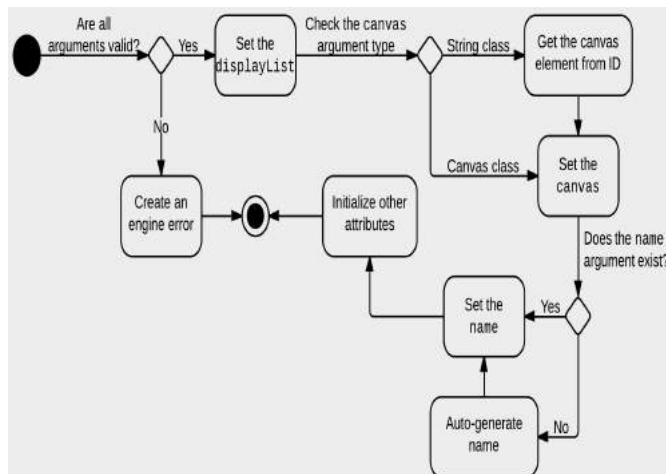 Are all
arguments valid?
Yes
Set the
displayList
Check the canvas
argument type
String class
Get the canvas
element from ID
No
Canvas class
Set the
canvas
Create an
engine error
Initialize other
attributes
Does the name
argument exist?
Set the
name
Yes
Auto-generate
name
No